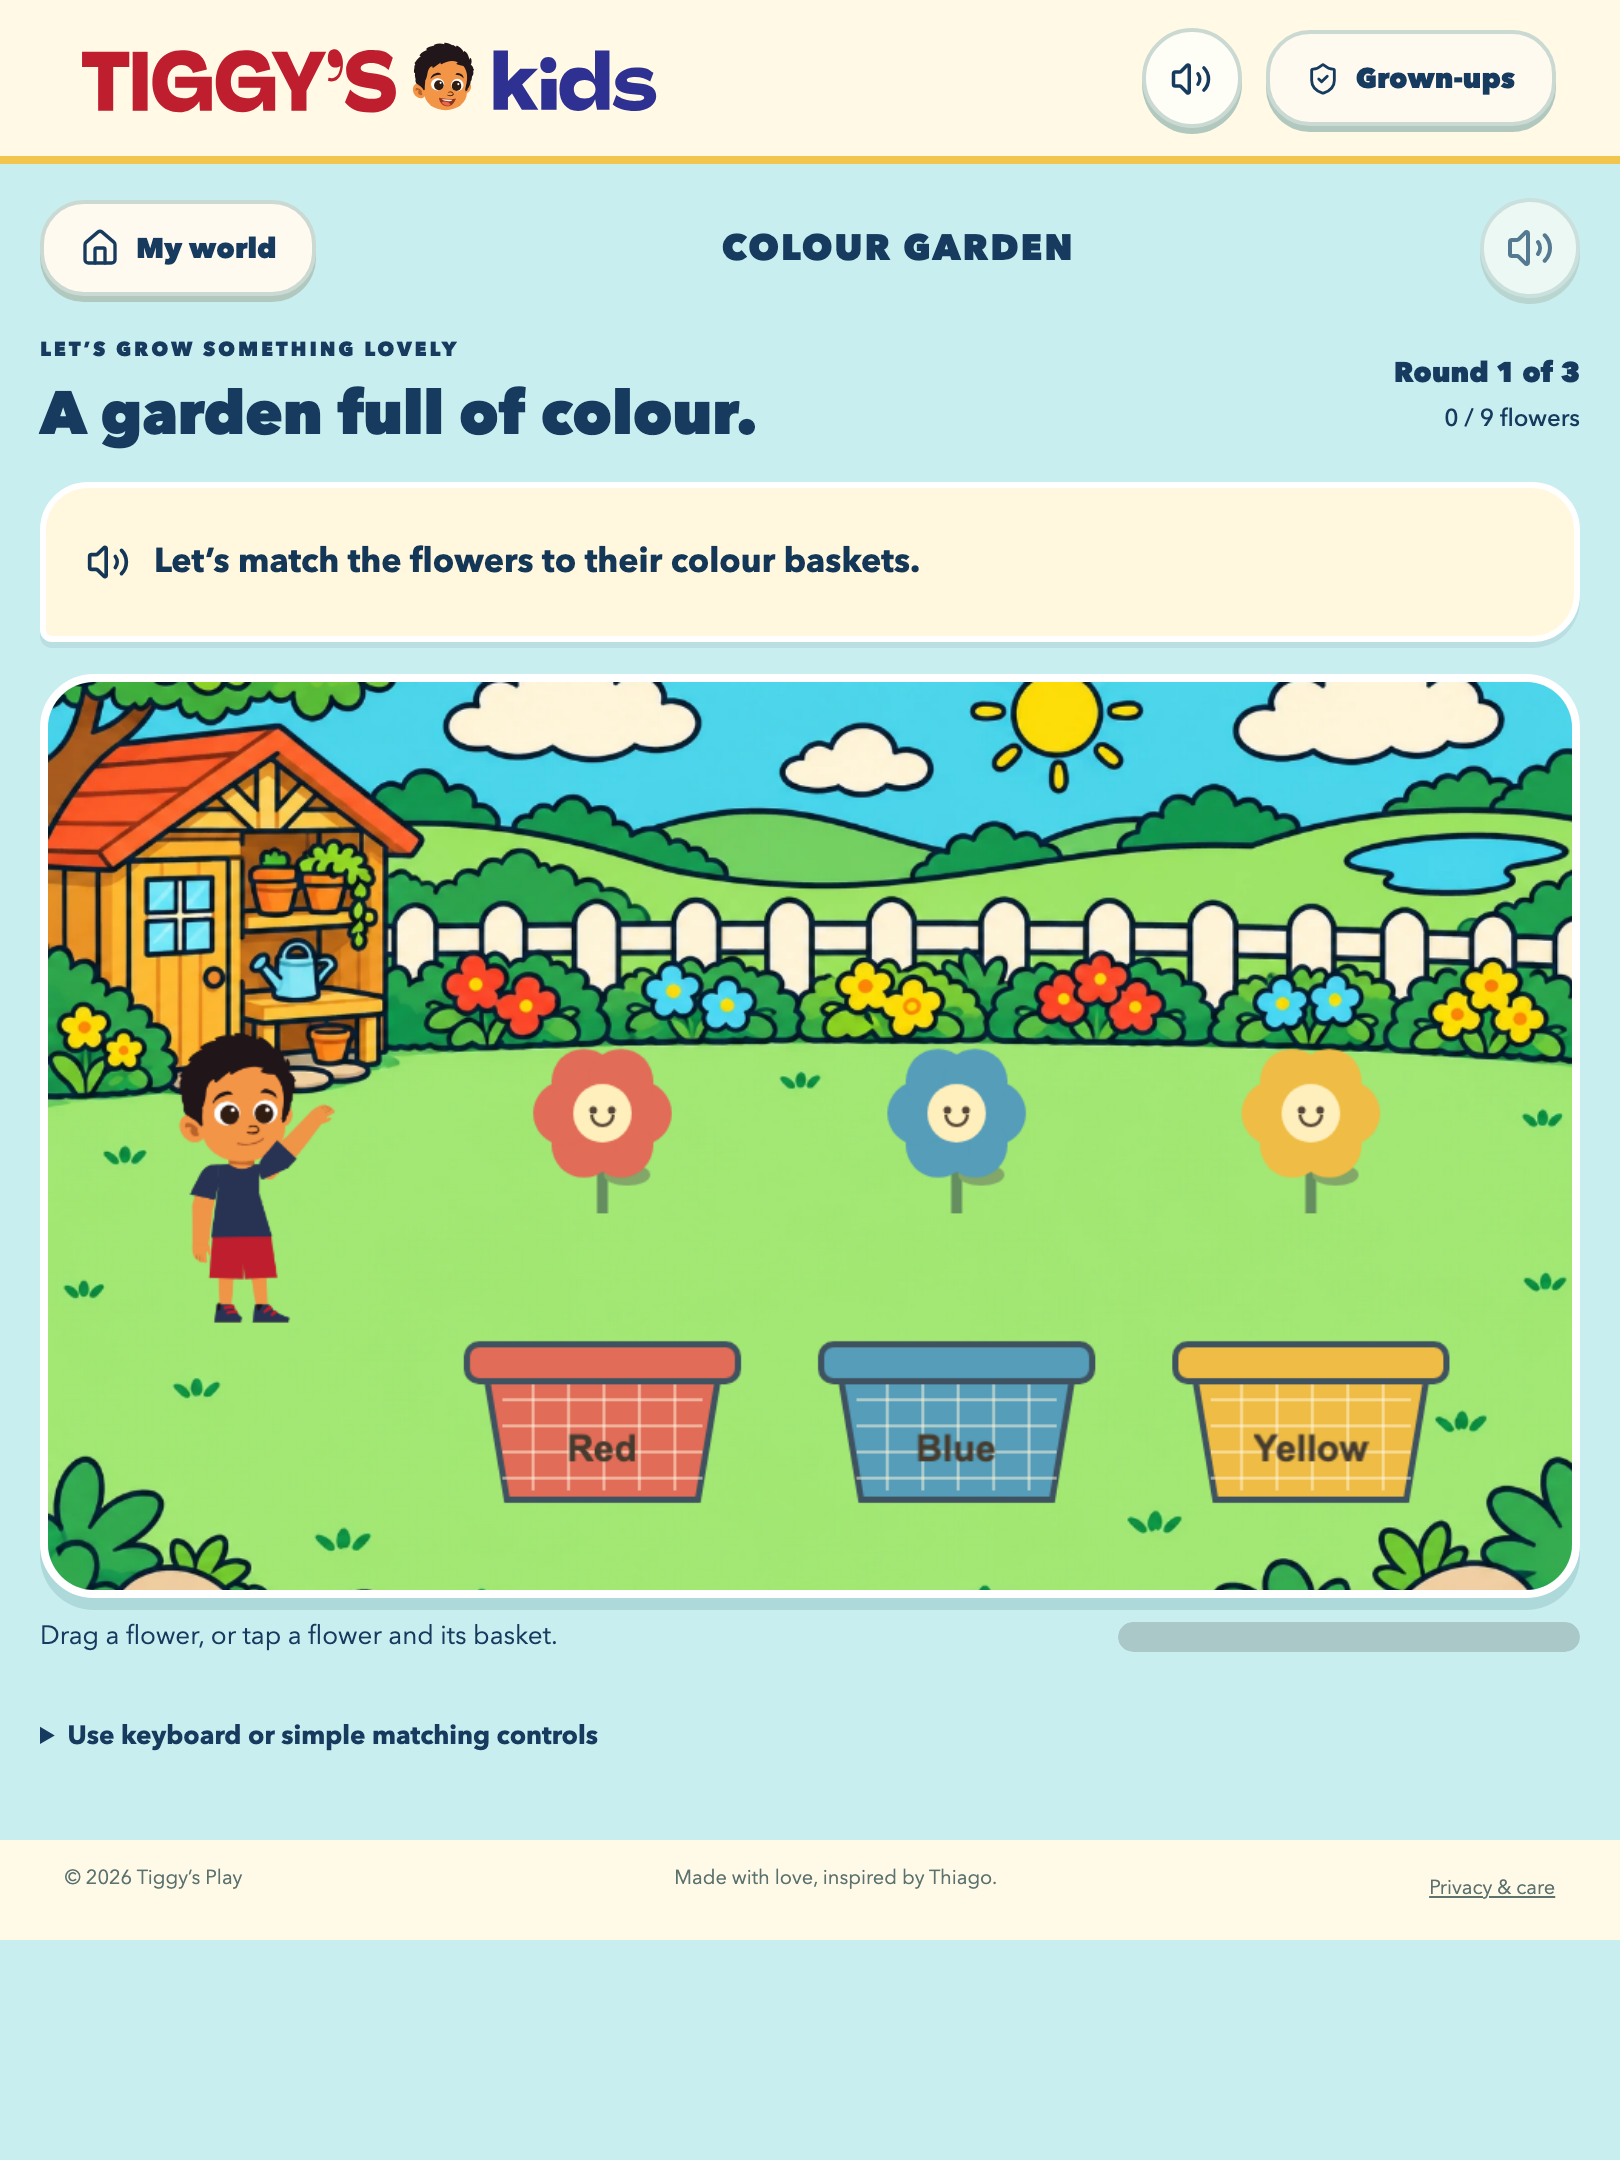 TIGGY'S kids
Grown-ups
My world
COLOUR GARDEN
LET'S GROW SOMETHING LOVELY
A garden full of colour.
Round 1 of 3
0 / 9 flowers
Let's match the flowers to their colour baskets.
Red
Blue
Yellow
Drag a flower, or tap a flower and its basket.
Use keyboard or simple matching controls
© 2026 Tiggy's Play
Made with love, inspired by Thiago.
Privacy & care